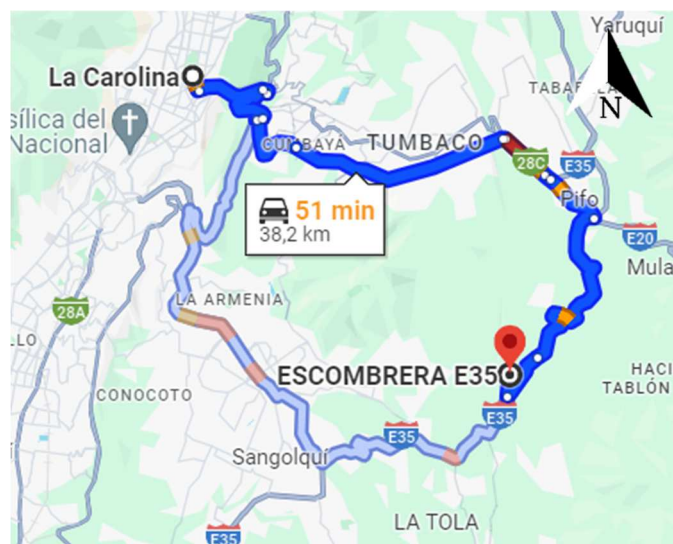 Yaruquí
La Carolina
TABABELA
sílica del
Nacional
N
CUMBAYÁ
TUMBACO
28C
E35
Pifo
51 min
38,2 km
E20
Mula
LA ARMENIA
28A
LLO
ESCOMBRERA E35
HACI
TABLÓN
CONOCOTO
E35
E35
Sangolquí
LA TOLA
E35